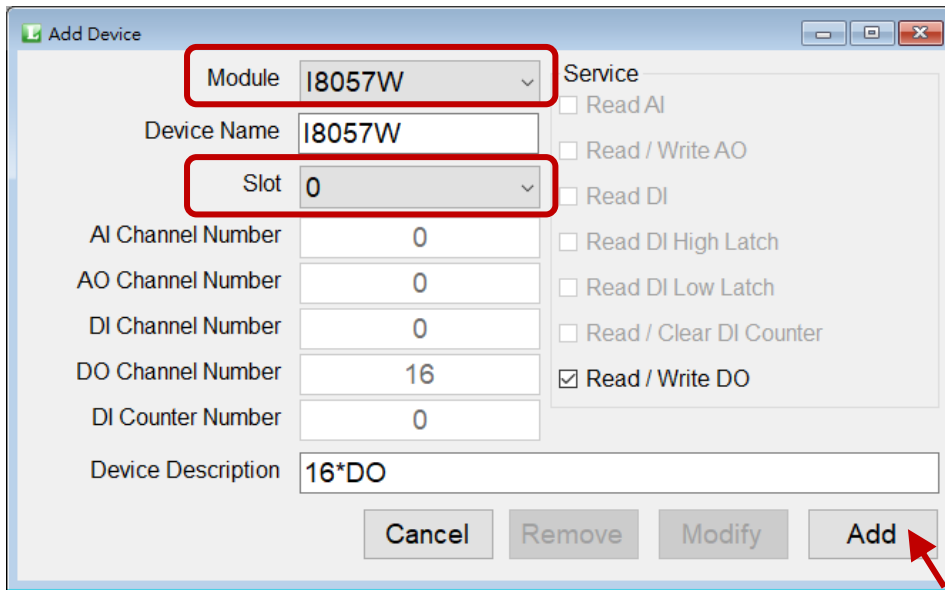 Add Device
Module I8057W
Device Name I8057W
Slot 0
AI Channel Number 0
AO Channel Number 0
DI Channel Number 0
DO Channel Number 16
DI Counter Number 0
Device Description 16*DO
Service
Read AI
Read / Write AO
Read DI
Read DI High Latch
Read DI Low Latch
Read / Clear DI Counter
Read / Write DO
Cancel Remove Modify Add